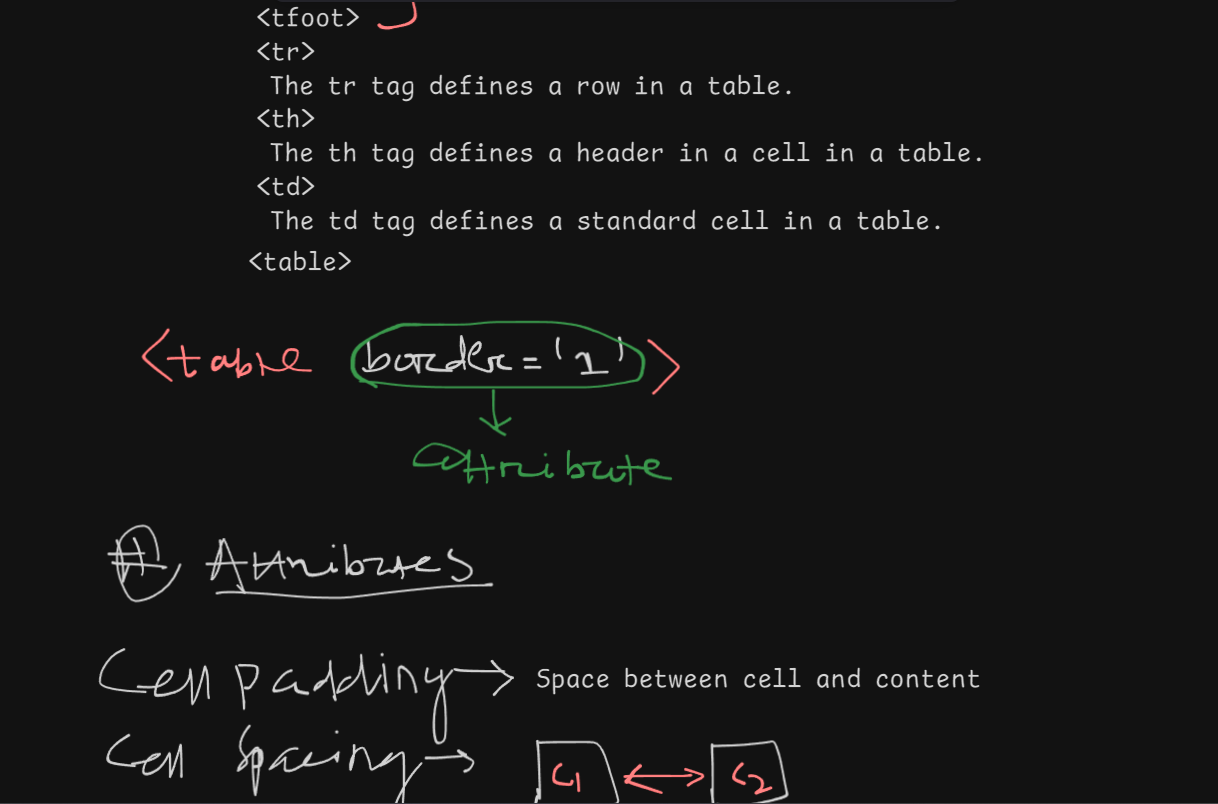 <tfoot>
<tr>
The tr tag defines a row in a table.
<th>
The th tag defines a header in a cell in a table.
<td>
The td tag defines a standard cell in a table.
<table>
<table border='1'>
attribute
# Attributes
Cell padding → Space between cell and content
Cell Spacing → C1 ↔ C2